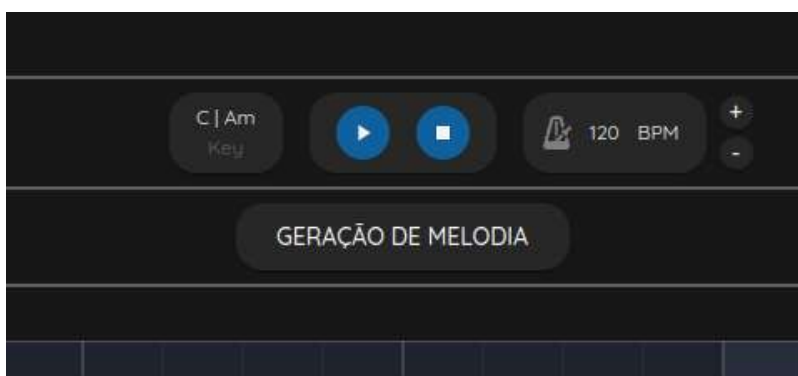 C | Am
Key
120 BPM
+
-
GERAÇÃO DE MELODIA